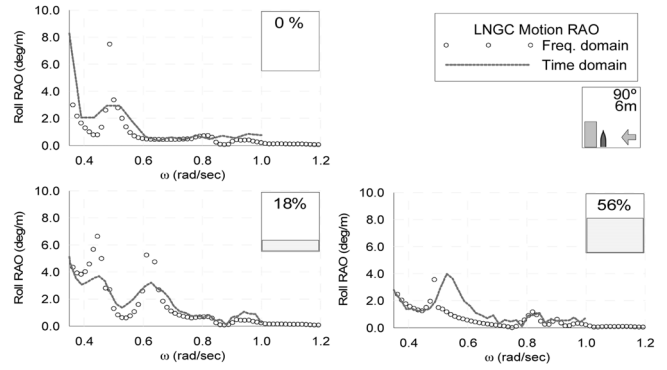 10.0
8.0
6.0
4.0
2.0
0.0
Roll RAO (deg/m)
0 %
0.4 0.6 0.8 1.0 1.2
ω (rad/sec)
LNGC Motion RAO
Freq. domain
Time domain
90º
6m
10.0
8.0
6.0
4.0
2.0
0.0
Roll RAO (deg/m)
18%
0.4 0.6 0.8 1.0 1.2
ω (rad/sec)
10.0
8.0
6.0
4.0
2.0
0.0
Roll RAO (deg/m)
56%
0.4 0.6 0.8 1.0 1.2
ω (rad/sec)